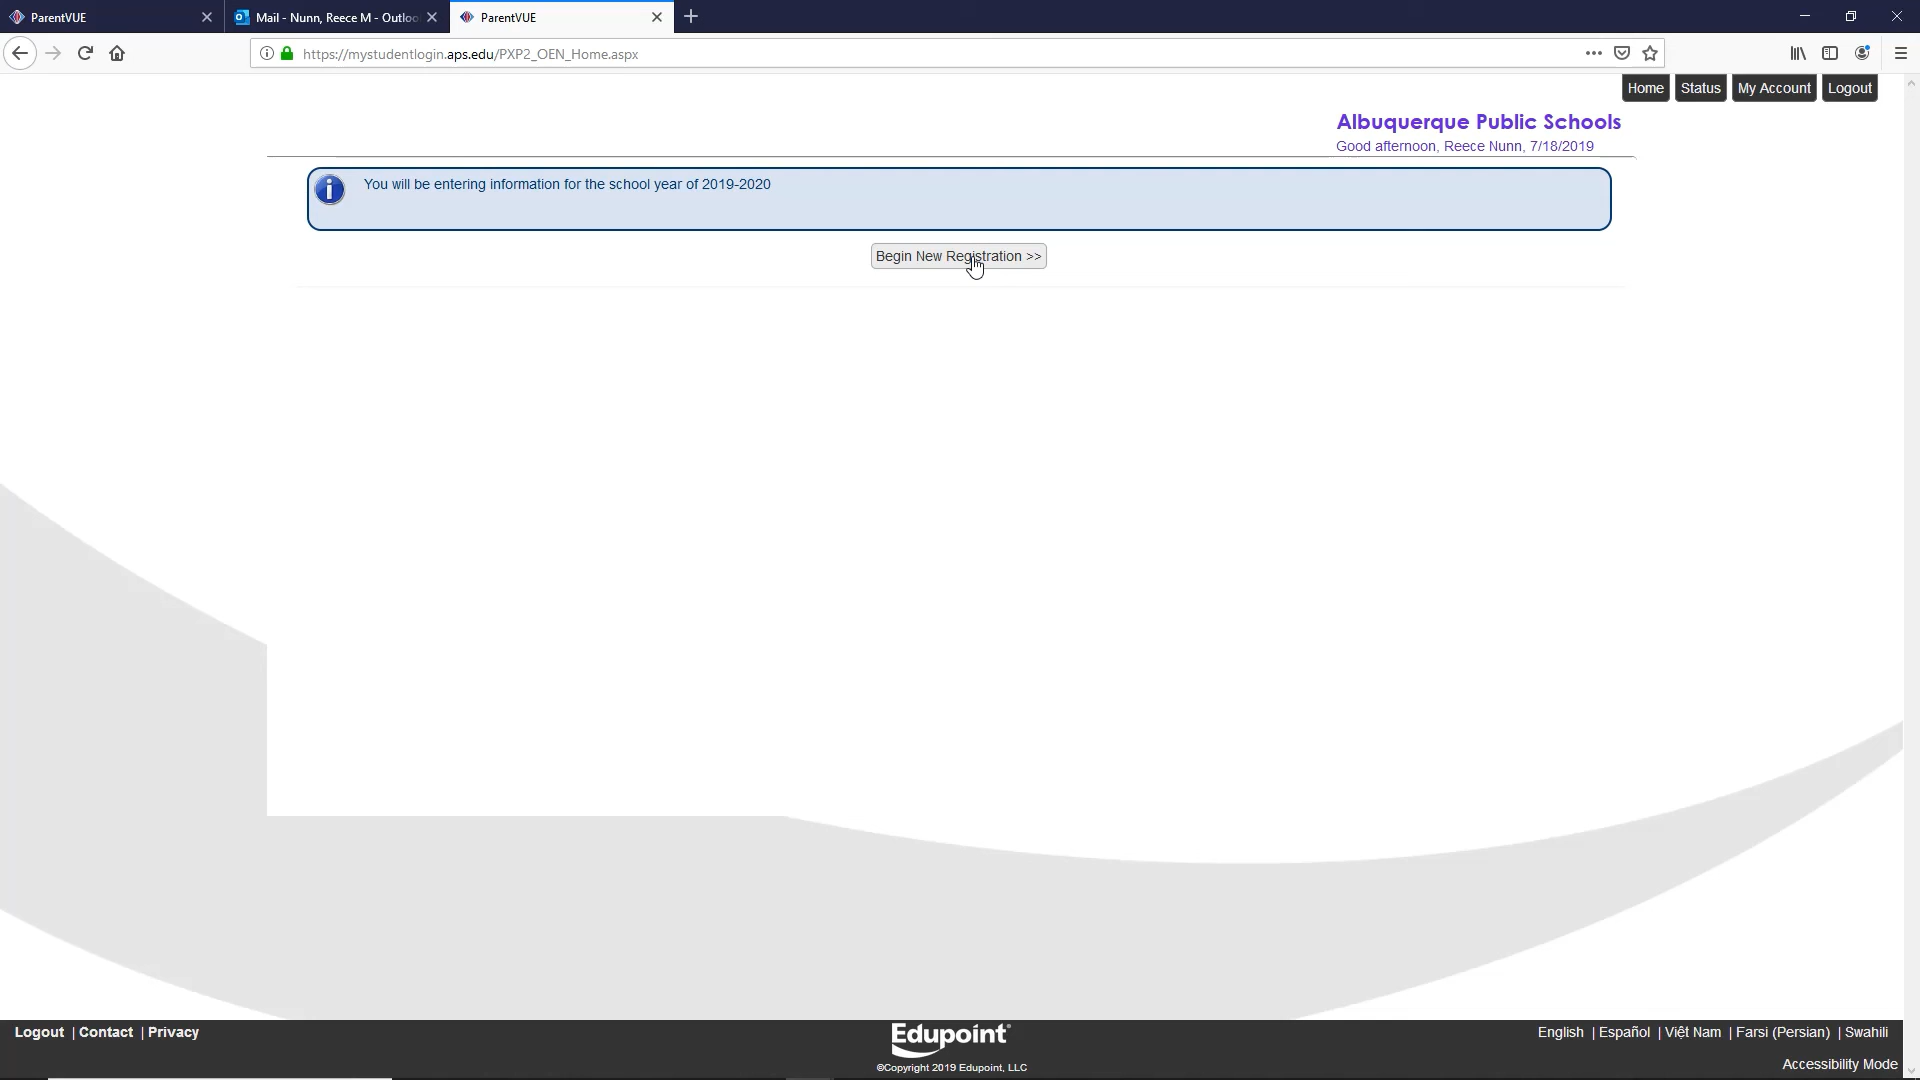 ParentVUE
Mail - Nunn, Reece M - Outloo
ParentVUE
https://mystudentlogin.aps.edu/PXP2_OEN_Home.aspx
Home
Status
My Account
Logout
Albuquerque Public Schools
Good afternoon, Reece Nunn, 7/18/2019
You will be entering information for the school year of 2019-2020
Begin New Registration >>
Logout | Contact | Privacy
Edupoint
©Copyright 2019 Edupoint, LLC
English | Español | Việt Nam | Farsi (Persian) | Swahili
Accessibility Mode